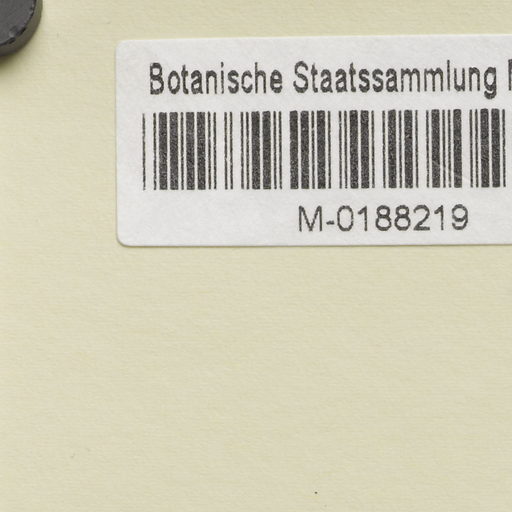 Botanische Staatssammlung
M-0188219